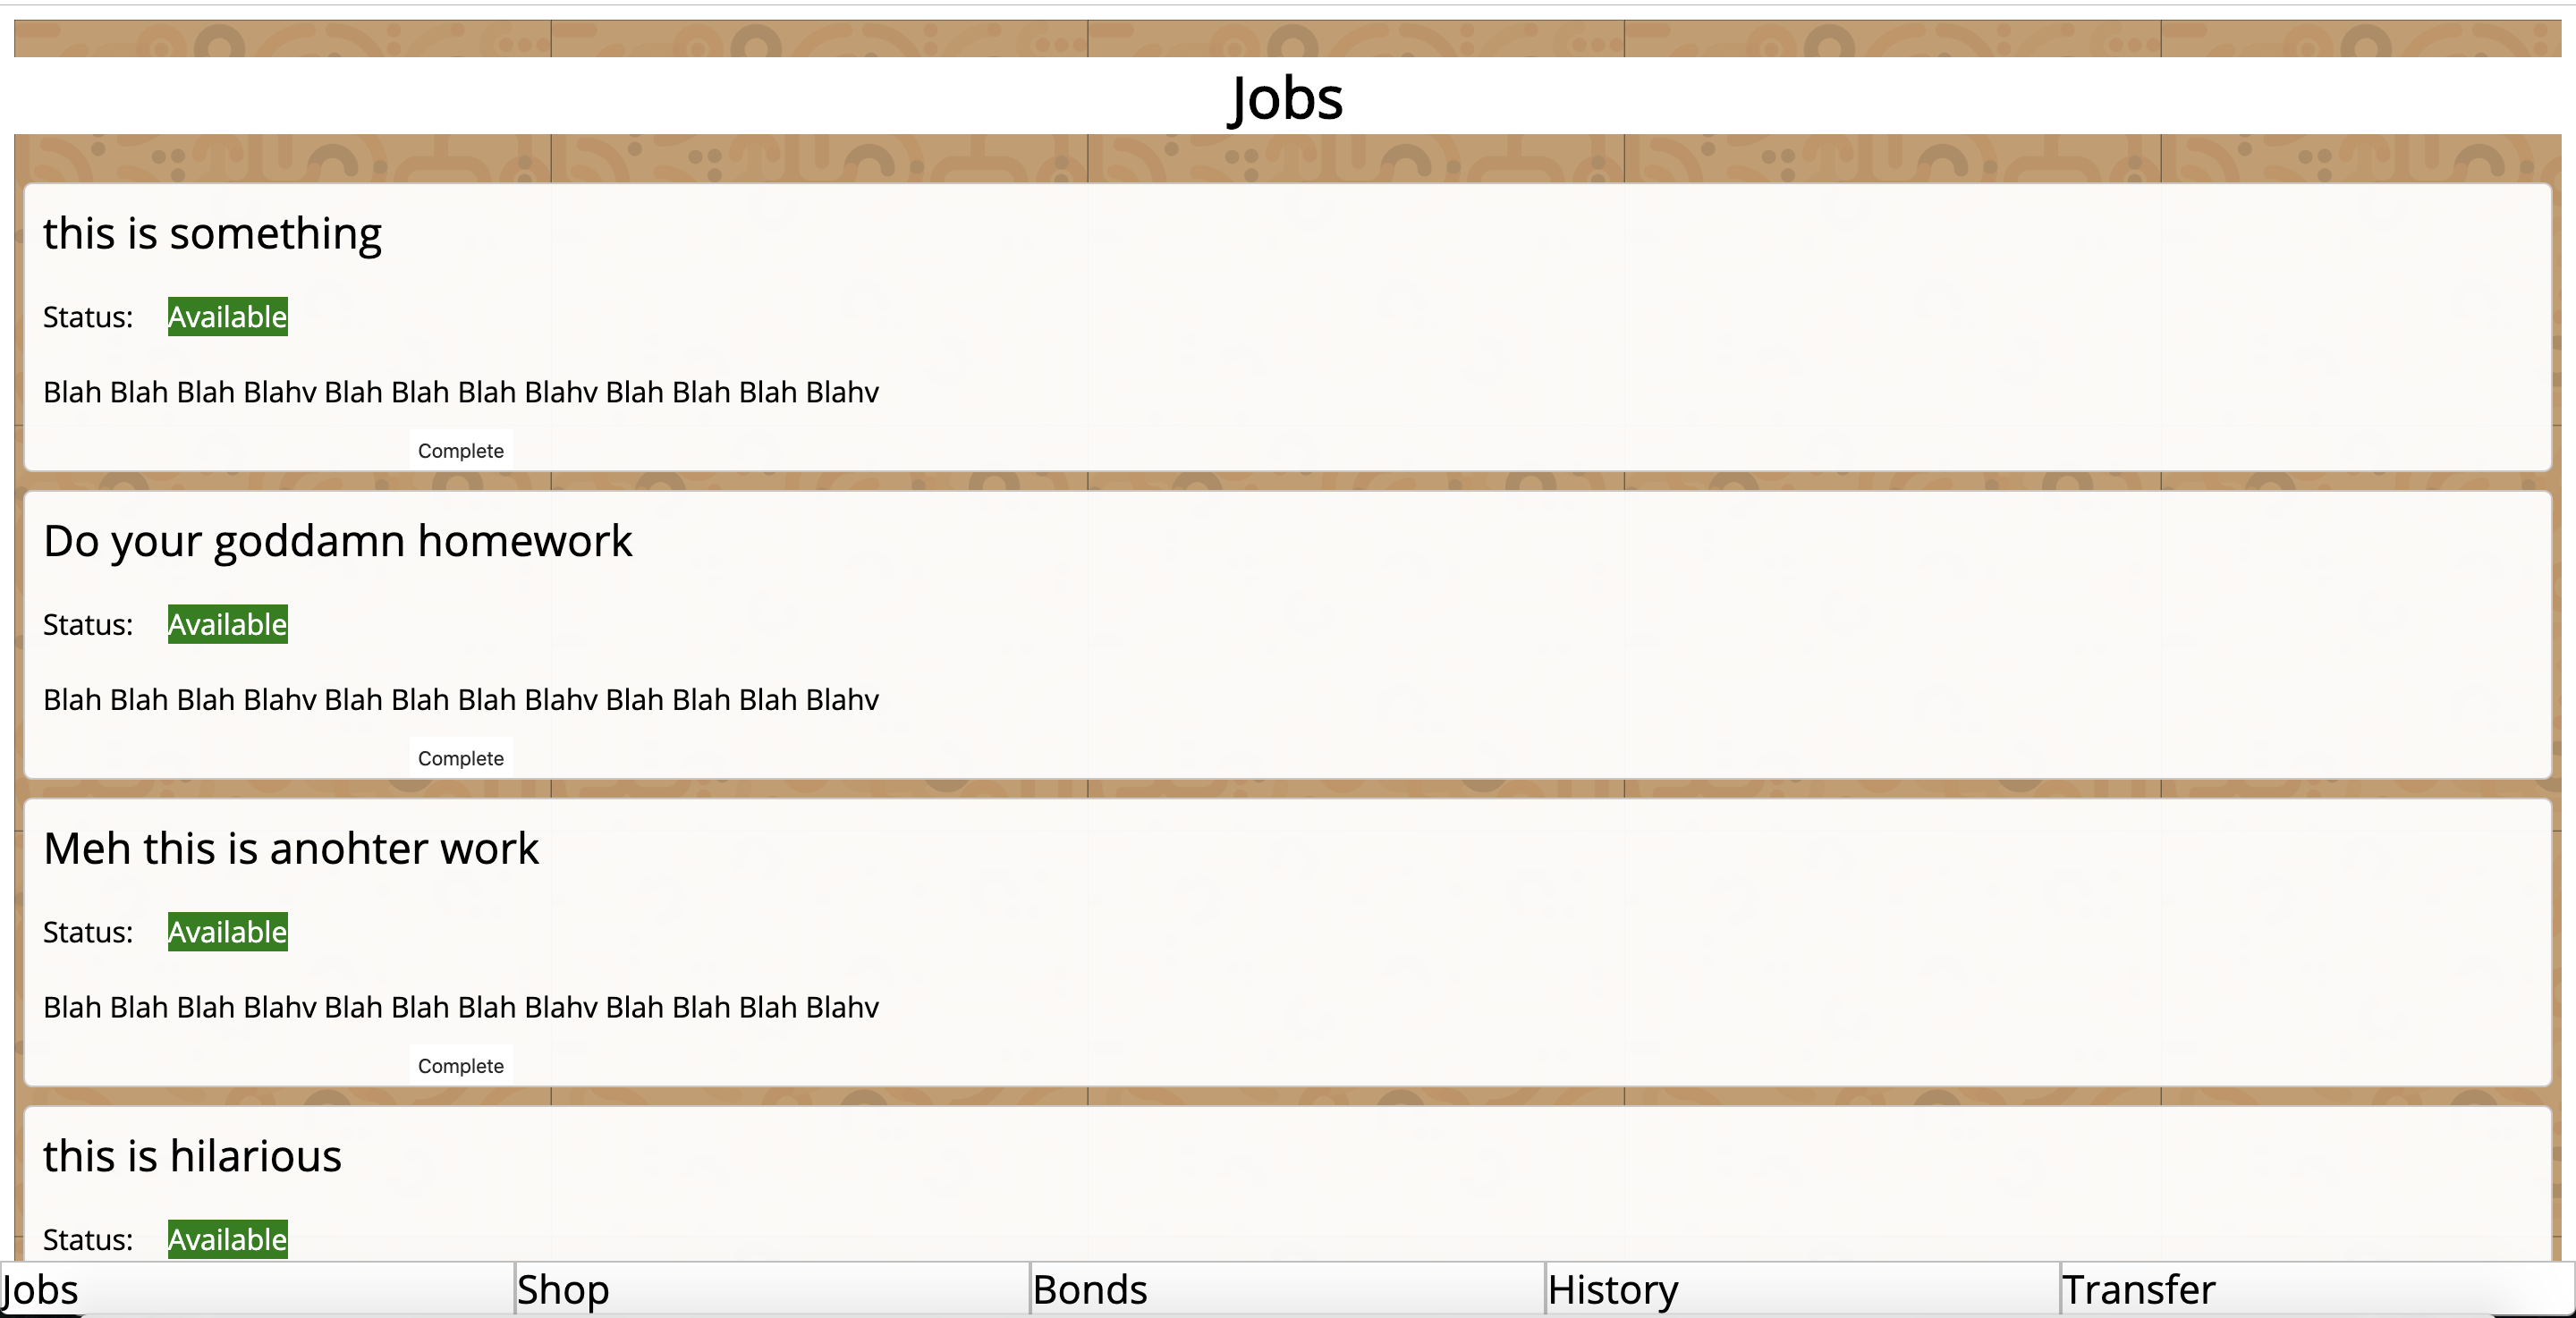 Jobs
this is something
Status: Available
Blah Blah Blah Blahv Blah Blah Blah Blahv Blah Blah Blah Blahv
Complete
Do your goddamn homework
Status: Available
Blah Blah Blah Blahv Blah Blah Blah Blahv Blah Blah Blah Blahv
Complete
Meh this is anohter work
Status: Available
Blah Blah Blah Blahv Blah Blah Blah Blahv Blah Blah Blah Blahv
Complete
this is hilarious
Status: Available
Jobs Shop Bonds History Transfer